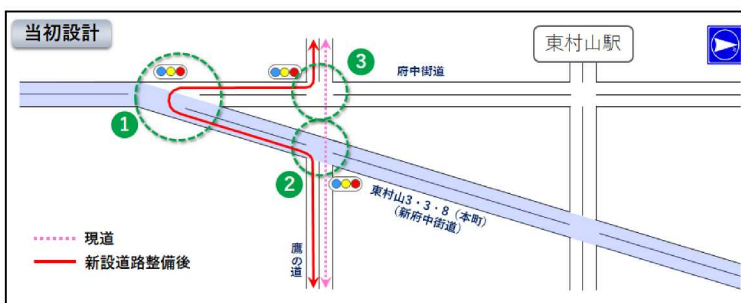 当初設計
東村山駅
府中街道
3
1
2
東村山3・3・8（本町）
（新府中街道）
鷹の道
現道
新設道路整備後